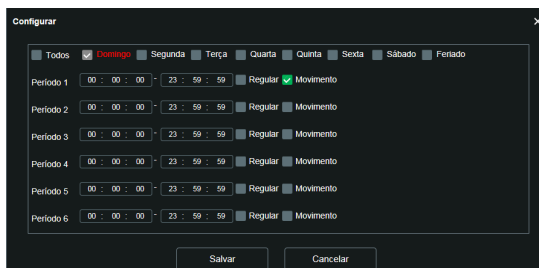 Configurar
Todos Domingo Segunda Terça Quarta Quinta Sexta Sábado Feriado
Período 1 00 : 00 : 00 - 23 : 59 : 59 Regular Movimento
Período 2 00 : 00 : 00 - 23 : 59 : 59 Regular Movimento
Período 3 00 : 00 : 00 - 23 : 59 : 59 Regular Movimento
Período 4 00 : 00 : 00 - 23 : 59 : 59 Regular Movimento
Período 5 00 : 00 : 00 - 23 : 59 : 59 Regular Movimento
Período 6 00 : 00 : 00 - 23 : 59 : 59 Regular Movimento
Salvar Cancelar